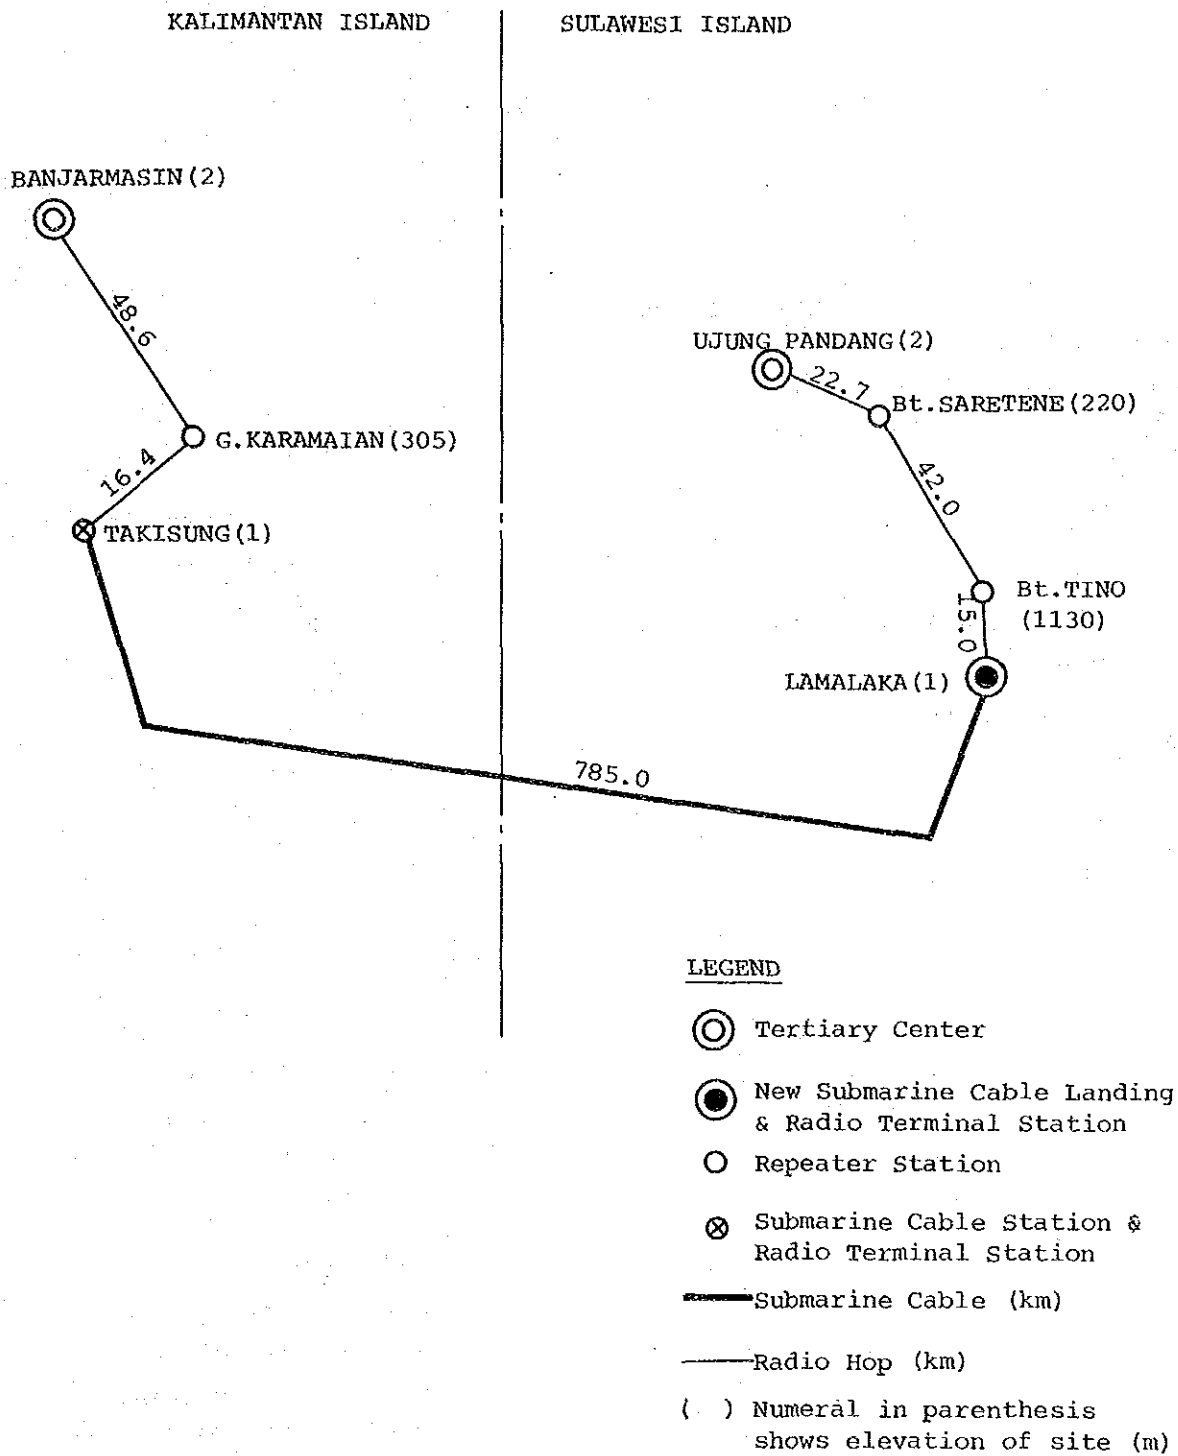 KALIMANTAN ISLAND
SULAWESI ISLAND
BANJARMASIN(2)
48.6
UJUNG PANDANG(2)
22.7
Bt.SARETENE(220)
G.KARAMAIAN(305)
16.4
42.0
TAKISUNG(1)
Bt.TINO
(1130)
15.0
LAMALAKA(1)
785.0
LEGEND
Tertiary Center
New Submarine Cable Landing
& Radio Terminal Station
Repeater Station
Submarine Cable Station &
Radio Terminal Station
Submarine Cable (km)
Radio Hop (km)
( ) Numeral in parenthesis
shows elevation of site (m)